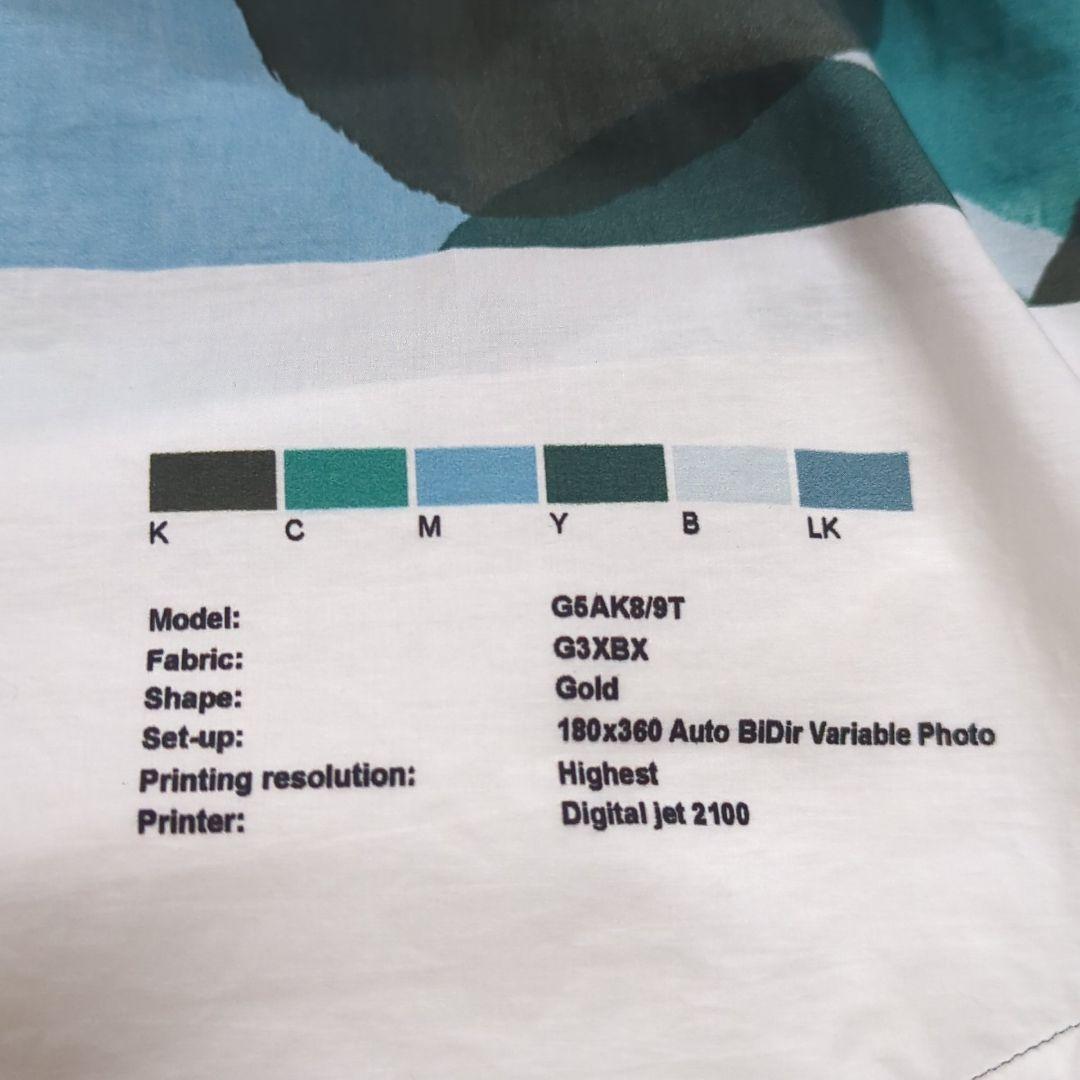 K C M Y B LK
Model: G5AK8/9T
Fabric: G3XBX
Shape: Gold
Set-up: 180x360 Auto BiDir Variable Photo
Printing resolution: Highest
Printer: Digital jet 2100